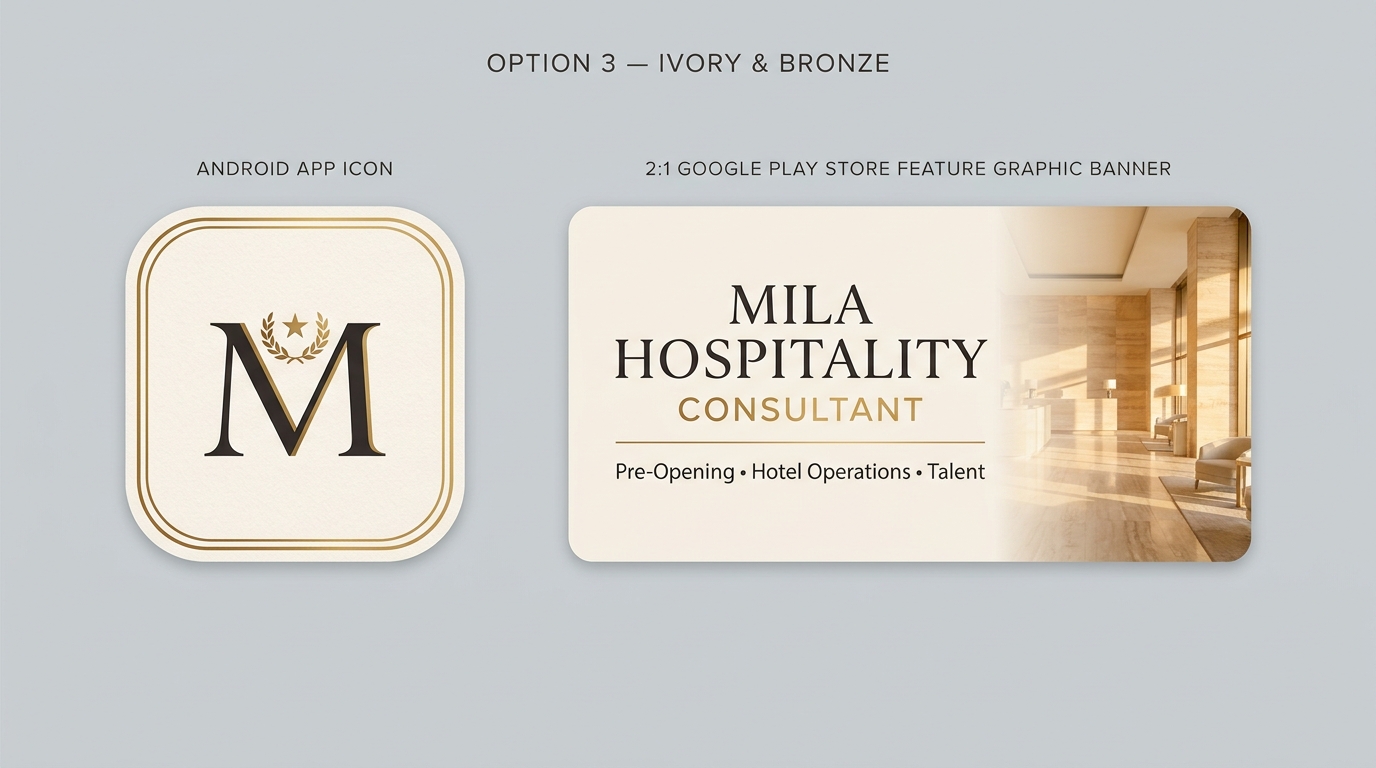 OPTION 3 — IVORY & BRONZE
ANDROID APP ICON
M
2:1 GOOGLE PLAY STORE FEATURE GRAPHIC BANNER
MILA
HOSPITALITY
CONSULTANT
Pre-Opening • Hotel Operations • Talent